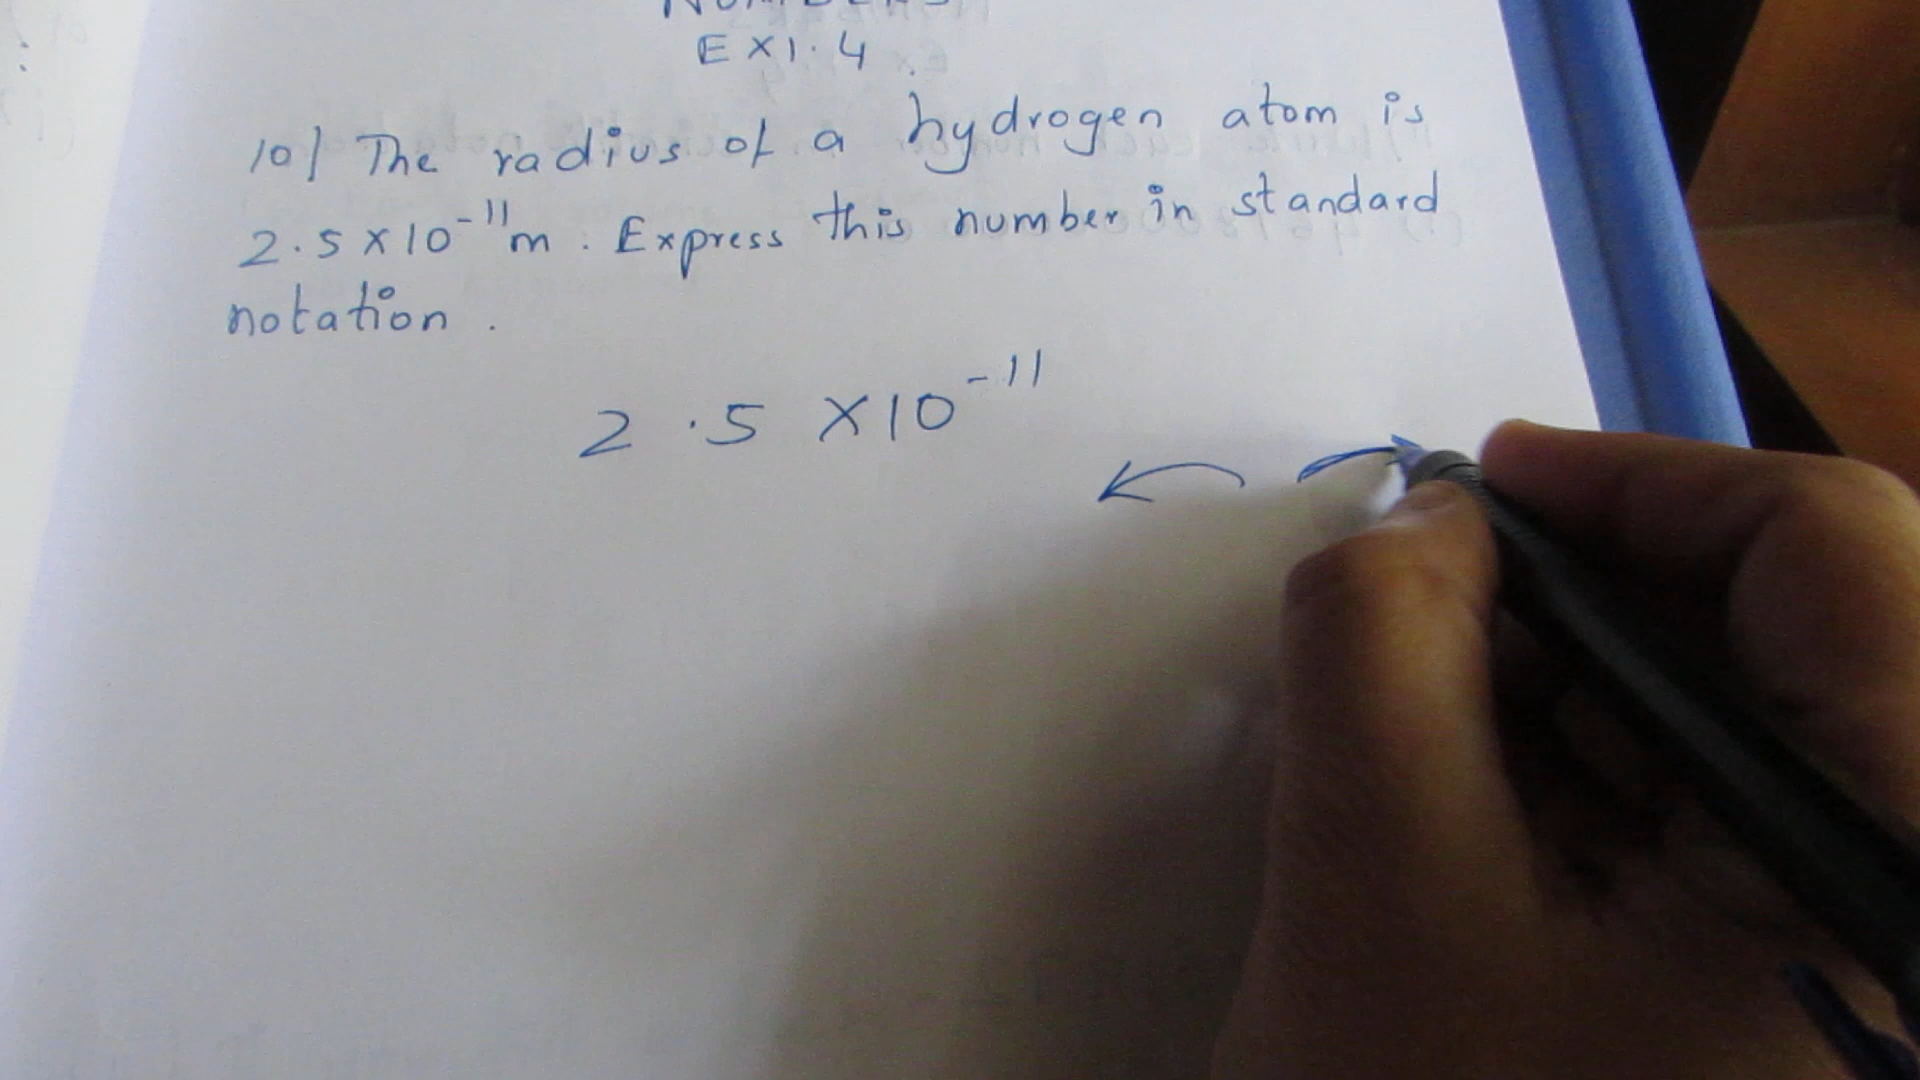 NUMBERS
EX1.4
10) The radius of a hydrogen atom is
2.5 x 10⁻¹¹m. Express this number in standard
notation.
2.5 x10⁻¹¹